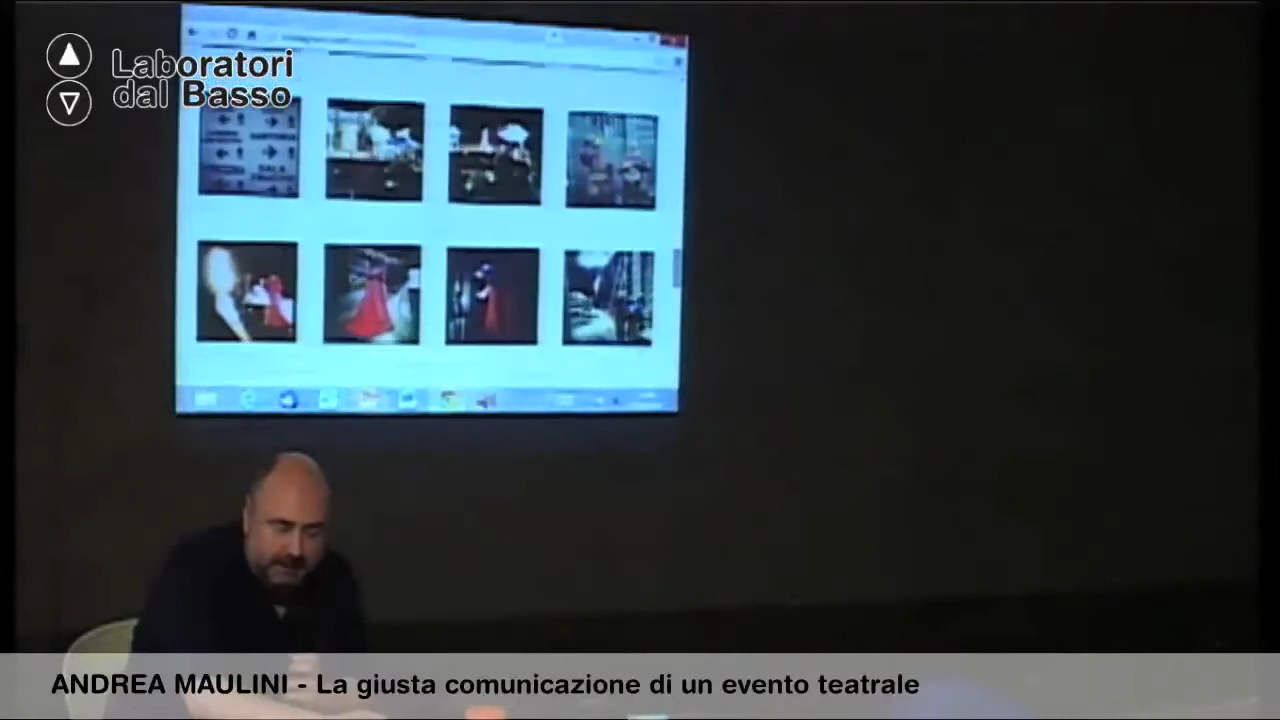 Laboratori
dal Basso
ANDREA MAULINI - La giusta comunicazione di un evento teatrale